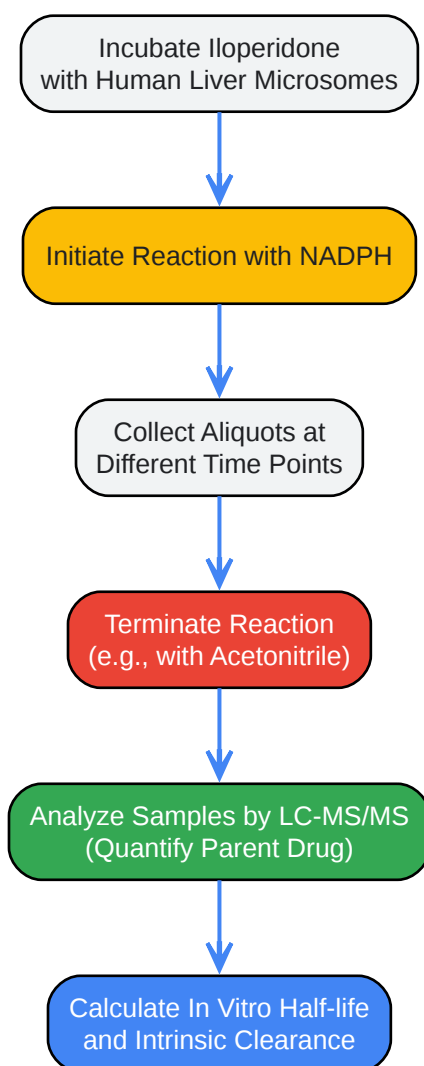 Incubate Iloperidone
with Human Liver Microsomes
Initiate Reaction with NADPH
Collect Aliquots at
Different Time Points
Terminate Reaction
(e.g., with Acetonitrile)
Analyze Samples by LC-MS/MS
(Quantify Parent Drug)
Calculate In Vitro Half-life
and Intrinsic Clearance